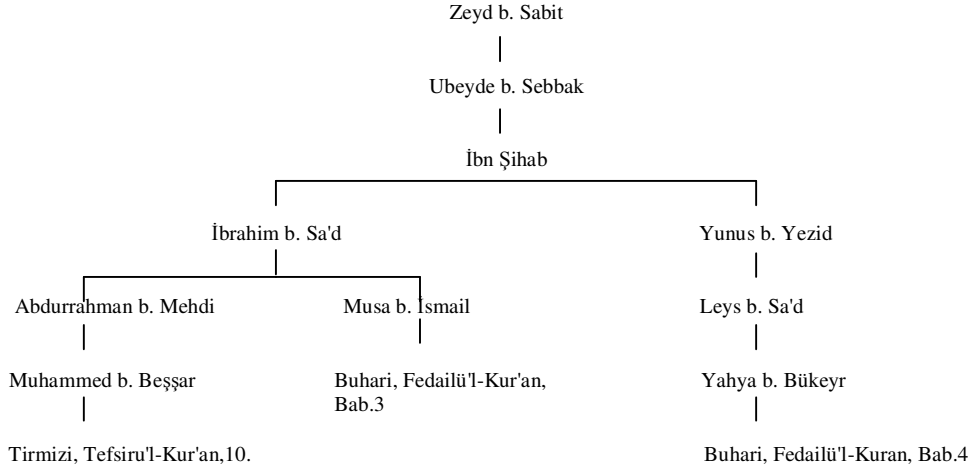 Zeyd b. Sabit
Ubeyde b. Sebbak
İbn Şihab
İbrahim b. Sa'd
Yunus b. Yezid
Abdurrahman b. Mehdi
Musa b. İsmail
Leys b. Sa'd
Muhammed b. Beşşar
Buhari, Fedailü'l-Kur'an,
Bab.3
Yahya b. Bükeyr
Tirmizi, Tefsiru'l-Kur'an,10.
Buhari, Fedailü'l-Kuran, Bab.4